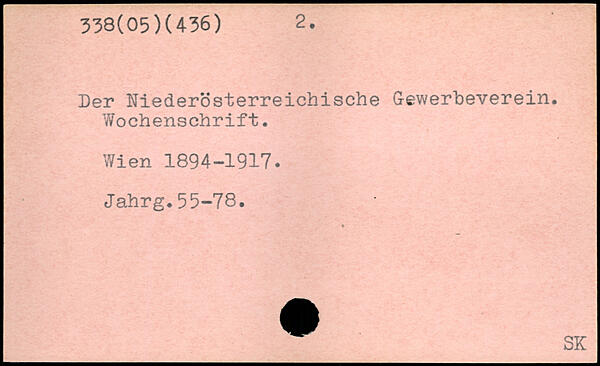 338(05)(436) 2.
Der Niederösterreichische Gewerbeverein.
Wochenschrift.
Wien 1894-1917.
Jahrg.55-78.
SK